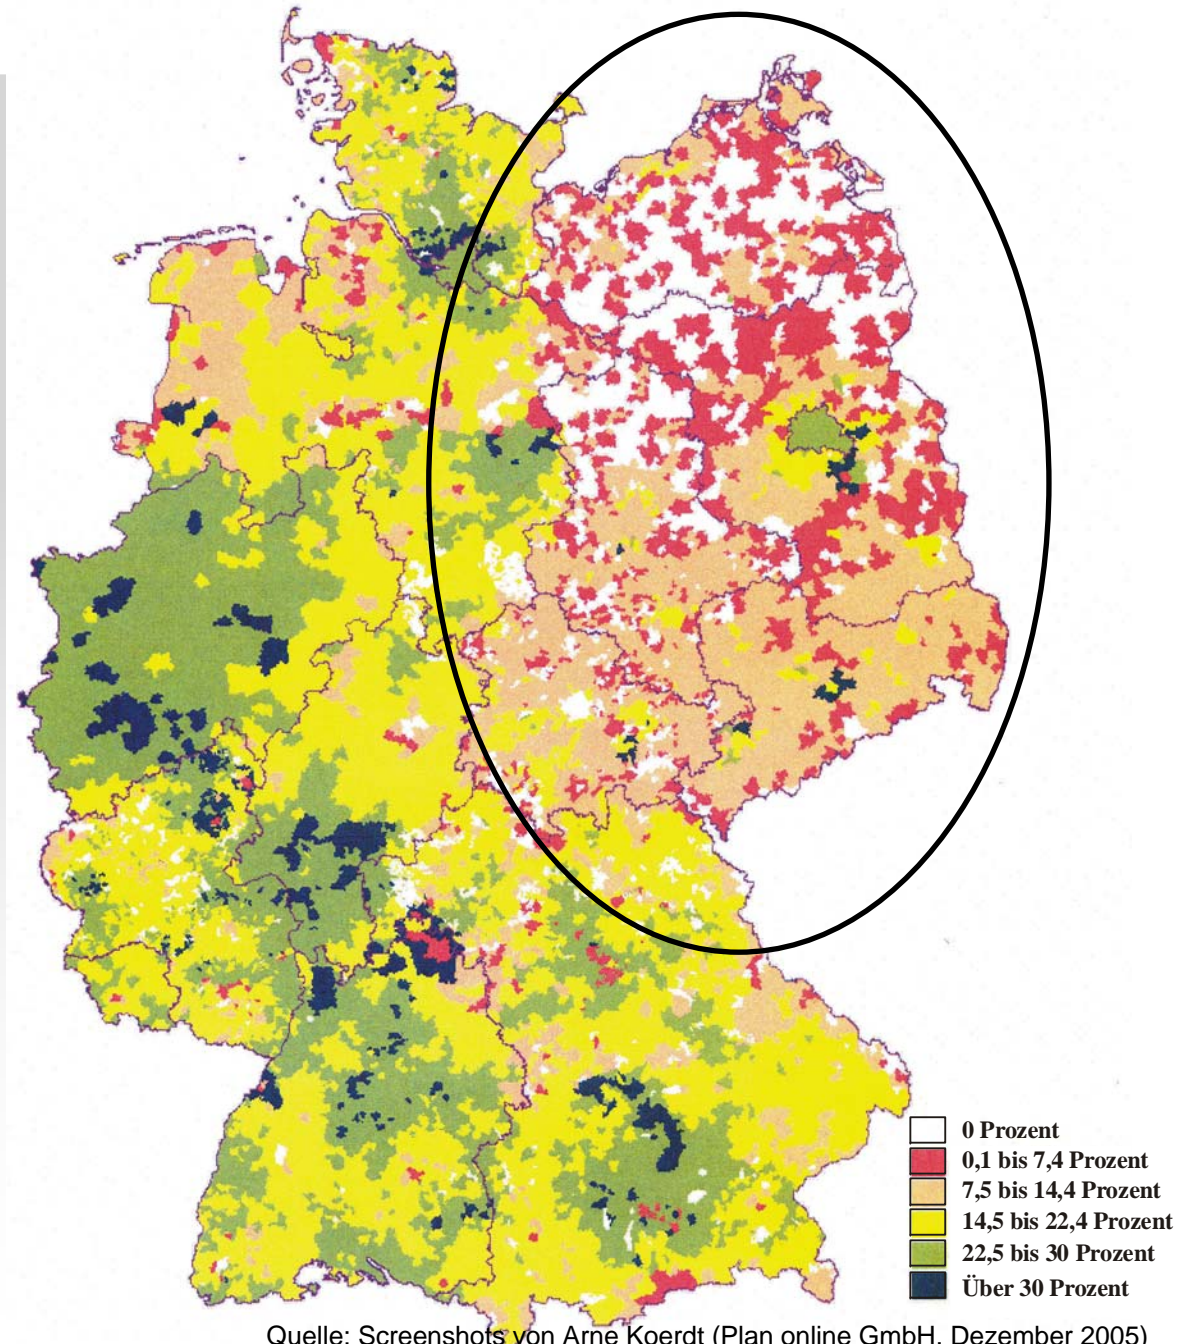 0 Prozent
0,1 bis 7,4 Prozent
7,5 bis 14,4 Prozent
14,5 bis 22,4 Prozent
22,5 bis 30 Prozent
Über 30 Prozent
Quelle: Screenshots von Arne Koerdt (Plan online GmbH, Dezember 2005)